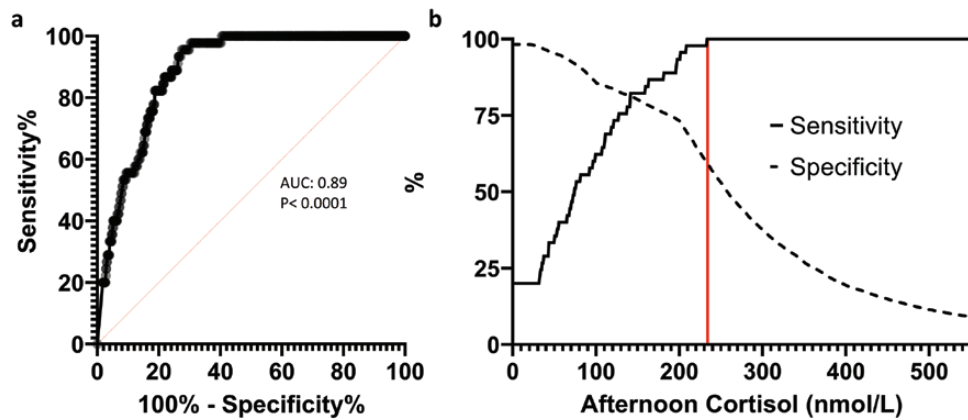 a
100
80
60
40
20
0
Sensitivity%
AUC: 0.89
P< 0.0001
0 20 40 60 80 100
100% - Specificity%
b
100
75
50
25
0
%
Sensitivity
Specificity
0 100 200 300 400 500
Afternoon Cortisol (nmol/L)